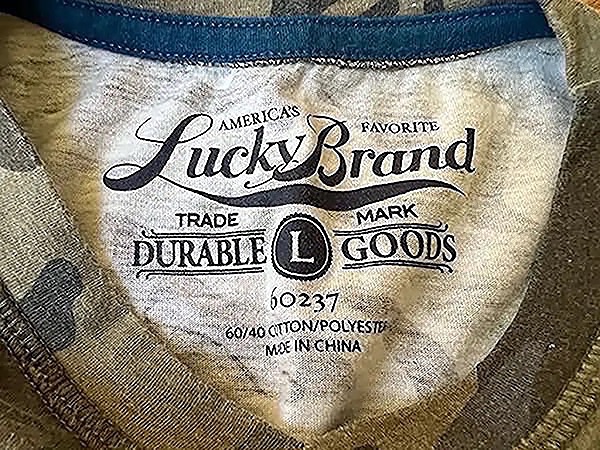 AMERICA'S FAVORITE
Lucky Brand
TRADE MARK
DURABLE L GOODS
60237
60/40 COTTON/POLYESTER
MADE IN CHINA